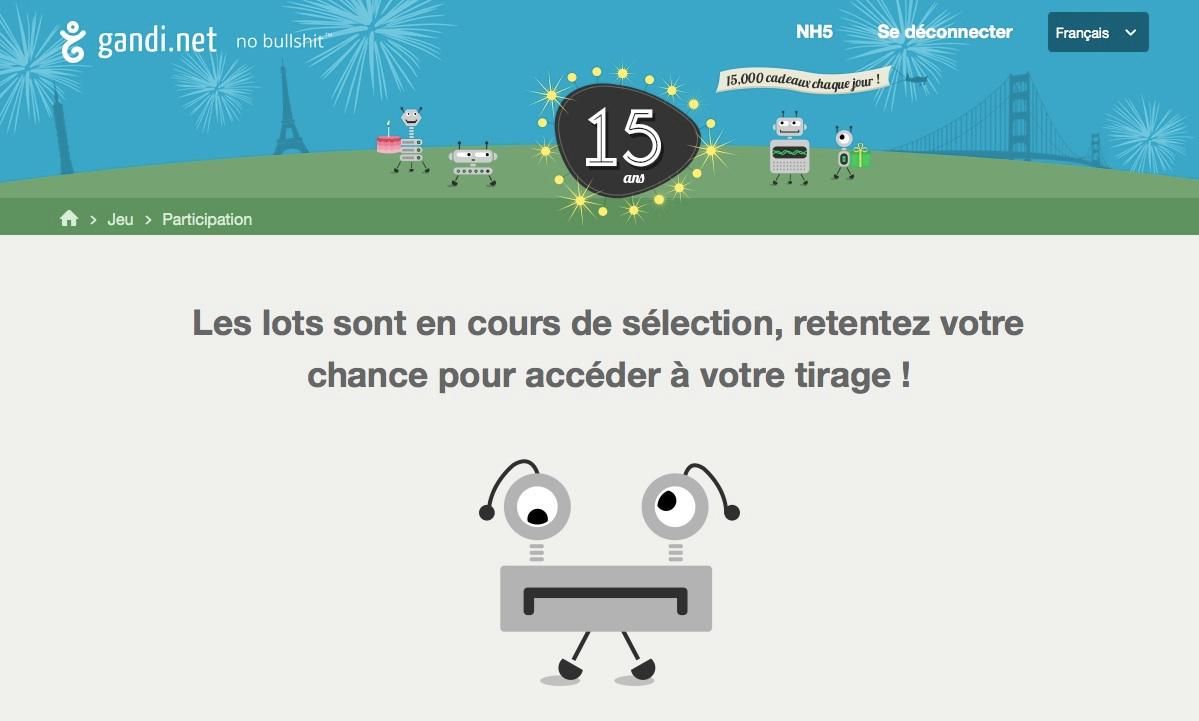 gandi.net no bullshit™
NH5
Se déconnecter
Français
15.000 cadeaux chaque jour !
15
ans
> Jeu > Participation
Les lots sont en cours de sélection, retentez votre
chance pour accéder à votre tirage !